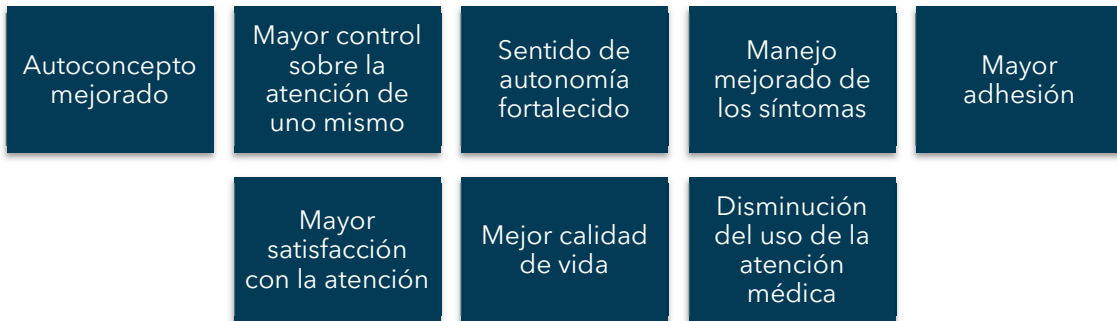 Autoconcepto
mejorado
Mayor control
sobre la
atención de
uno mismo
Sentido de
autonomía
fortalecido
Manejo
mejorado de
los síntomas
Mayor
adhesión
Mayor
satisfacción
con la atención
Mejor calidad
de vida
Disminución
del uso de la
atención
médica